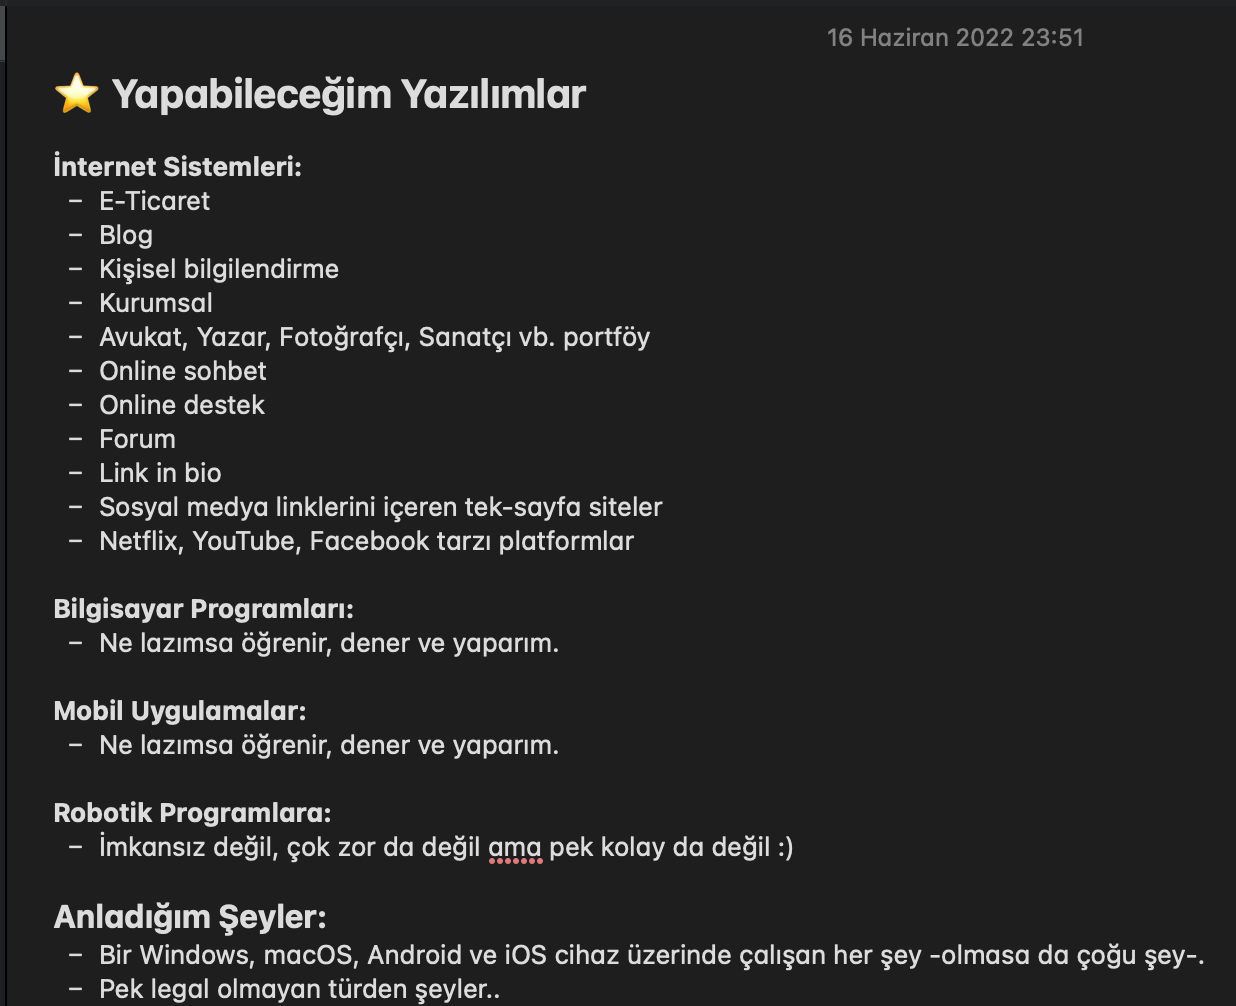 16 Haziran 2022 23:51
⭐ Yapabileceğim Yazılımlar
İnternet Sistemleri:
– E-Ticaret
– Blog
– Kişisel bilgilendirme
– Kurumsal
– Avukat, Yazar, Fotoğrafçı, Sanatçı vb. portföy
– Online sohbet
– Online destek
– Forum
– Link in bio
– Sosyal medya linklerini içeren tek-sayfa siteler
– Netflix, YouTube, Facebook tarzı platformlar
Bilgisayar Programları:
– Ne lazımsa öğrenir, dener ve yaparım.
Mobil Uygulamalar:
– Ne lazımsa öğrenir, dener ve yaparım.
Robotik Programlara:
– İmkansız değil, çok zor da değil ama pek kolay da değil :)
Anladığım Şeyler:
– Bir Windows, macOS, Android ve iOS cihaz üzerinde çalışan her şey -olmasa da çoğu şey-.
– Pek legal olmayan türden şeyler..